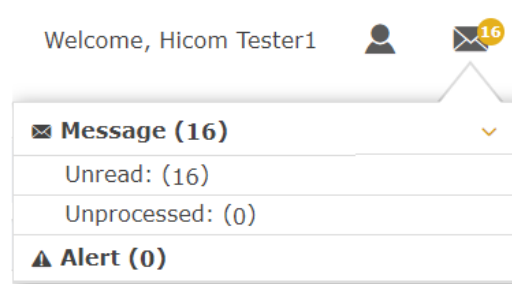 Welcome, Hicom Tester1
16
Message (16)
Unread: (16)
Unprocessed: (0)
Alert (0)